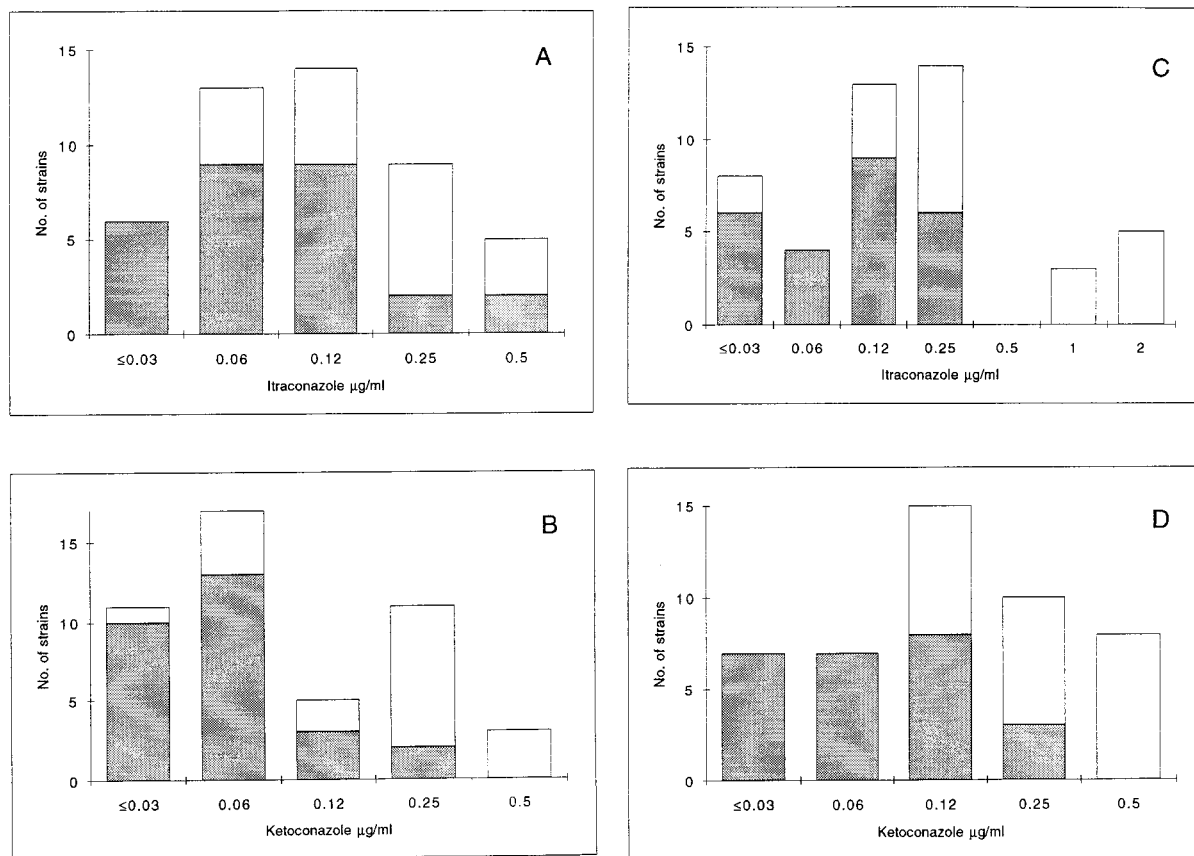 A
15
10
5
0
No. of strains
≤0.03 0.06 0.12 0.25 0.5
Itraconazole µg/ml
C
15
10
5
0
No. of strains
≤0.03 0.06 0.12 0.25 0.5 1 2
Itraconazole µg/ml
B
15
10
5
0
No. of strains
≤0.03 0.06 0.12 0.25 0.5
Ketoconazole µg/ml
D
15
10
5
0
No. of strains
≤0.03 0.06 0.12 0.25 0.5
Ketoconazole µg/ml